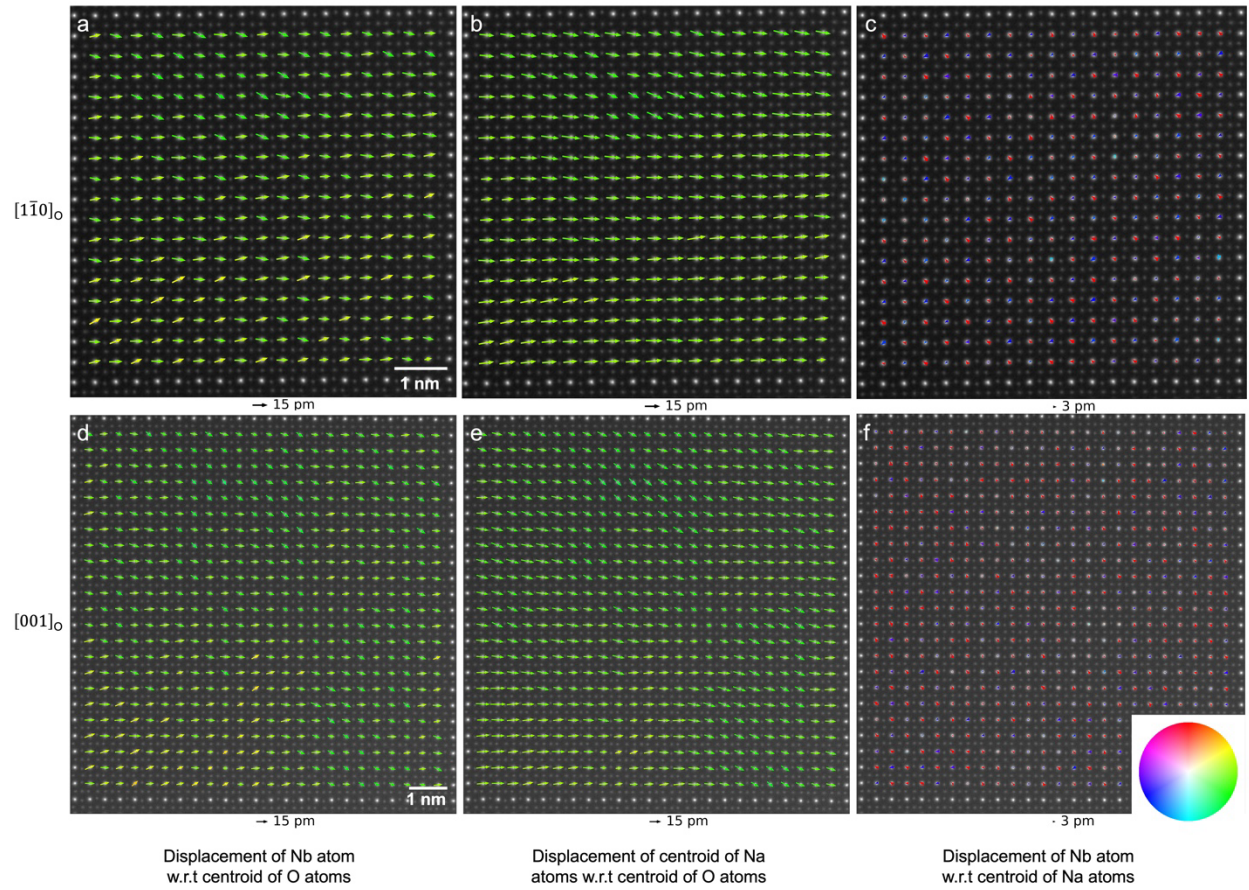 a
b
c
[11̅0]O
1 nm
15 pm
15 pm
3 pm
d
e
f
[001]O
1 nm
15 pm
15 pm
3 pm
Displacement of Nb atom
w.r.t centroid of O atoms
Displacement of centroid of Na
atoms w.r.t centroid of O atoms
Displacement of Nb atom
w.r.t centroid of Na atoms